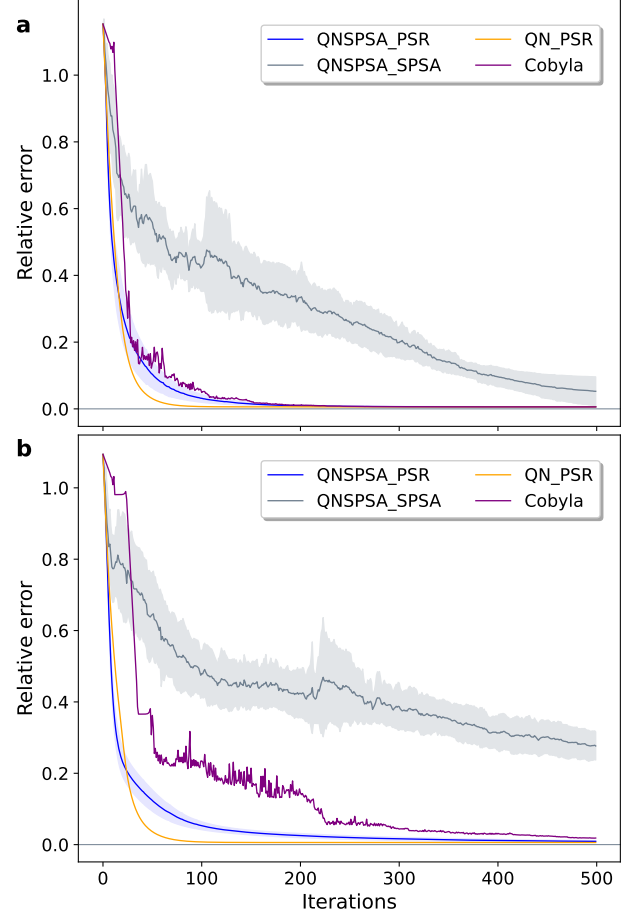 a
QNSPSA_PSR QN_PSR
QNSPSA_SPSA Cobyla
Relative error
1.0
0.8
0.6
0.4
0.2
0.0
b
QNSPSA_PSR QN_PSR
QNSPSA_SPSA Cobyla
Relative error
1.0
0.8
0.6
0.4
0.2
0.0
0 100 200 300 400 500
Iterations